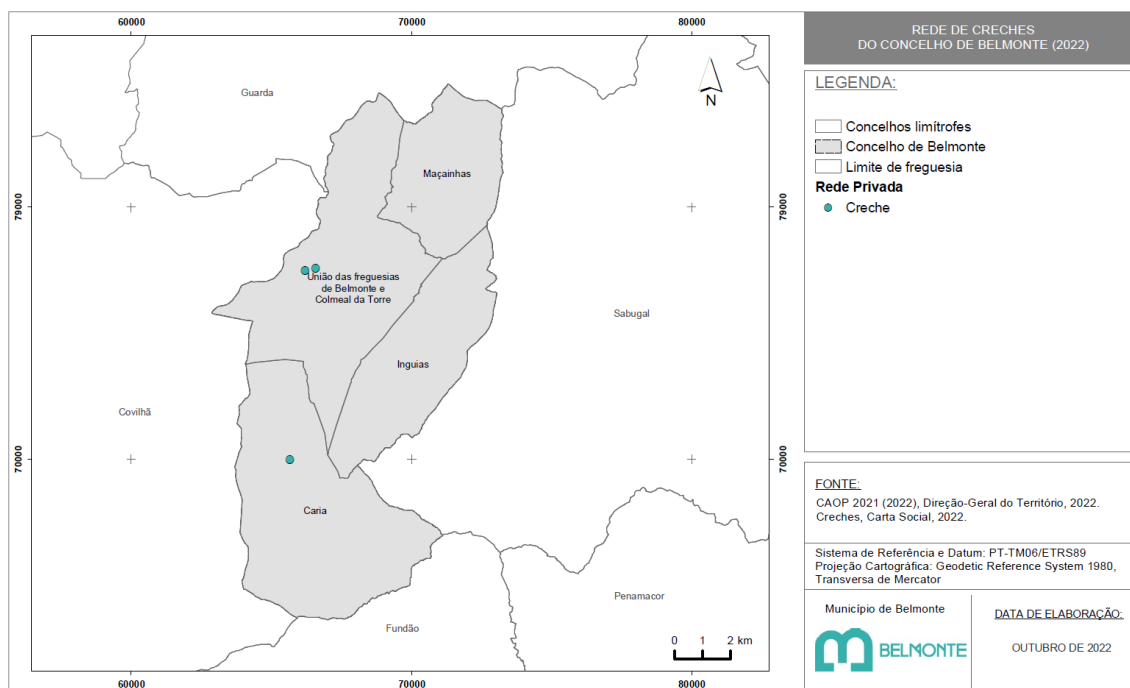 60000
70000
80000
REDE DE CRECHES
DO CONCELHO DE BELMONTE (2022)
Guarda
N
LEGENDA:
Concelhos limítrofes
Concelho de Belmonte
Limite de freguesia
Rede Privada
Creche
Maçainhas
79000
79000
União das freguesias
de Belmonte e
Colmeal da Torre
Sabugal
Inguias
Covilhã
70000
70000
Caria
FONTE:
CAOP 2021 (2022), Direção-Geral do Território, 2022.
Creches, Carta Social, 2022.
Sistema de Referência e Datum: PT-TM06/ETRS89
Projeção Cartográfica: Geodetic Reference System 1980,
Transversa de Mercator
Penamacor
Fundão
0 1 2 km
Município de Belmonte
BELMONTE
DATA DE ELABORAÇÃO:
OUTUBRO DE 2022
60000
70000
80000